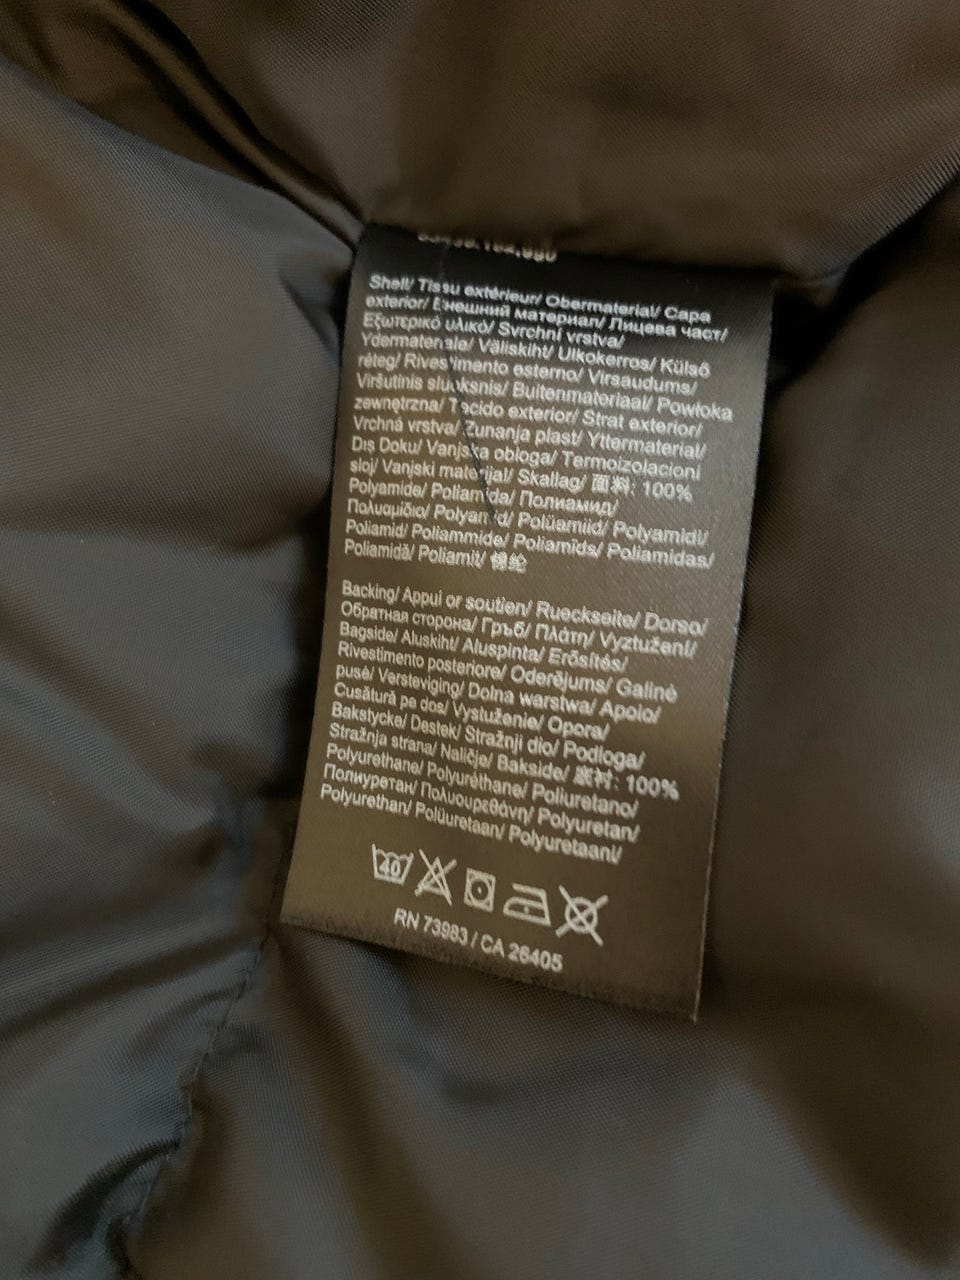 Shell/ Tissu extérieur/ Obermaterial/ Capa
exterior/ Внешний материал/ Лицева част/
Εξωτερικό υλικό/ Svrchní vrstva/
Ydermateriale/ Väliskiht/ Ulkokerros/ Külső
réteg/ Rivestimento esterno/ Virsaudums/
Viršutinis sluoksnis/ Buitenmateriaal/ Powłoka
zewnętrzna/ Tecido exterior/ Strat exterior/
Vrchná vrstva/ Zunanja plast/ Yttermaterial/
Dış Doku/ Vanjska obloga/ Termoizolacioni
sloj/ Vanjski materijal/ Skallag/ 面料: 100%
Polyamide/ Poliamida/ Полиамид/
Πολυαμίδιο/ Polyamid/ Polüamiid/ Polyamidi/
Poliamid/ Poliammide/ Poliamīds/ Poliamidas/
Poliamidă/ Poliamit/ 锦纶
Backing/ Appui or soutien/ Rueckseite/ Dorso/
Обратная сторона/ Гръб/ Πλάτη/ Vyztužení/
Bagside/ Aluskiht/ Aluspinta/ Erősítés/
Rivestimento posteriore/ Oderējums/ Galinė
pusė/ Versteviging/ Dolna warstwa/ Apoio/
Cusătură pe dos/ Vystuženie/ Opora/
Bakstycke/ Destek/ Stražnji dio/ Podloga/
Stražnja strana/ Naličje/ Bakside/ 底衬: 100%
Polyurethane/ Polyuréthane/ Poliuretano/
Полиуретан/ Πολυουρεθάνη/ Polyuretan/
Polyurethan/ Polüuretaan/ Polyuretaani/
40
RN 73983 / CA 26405